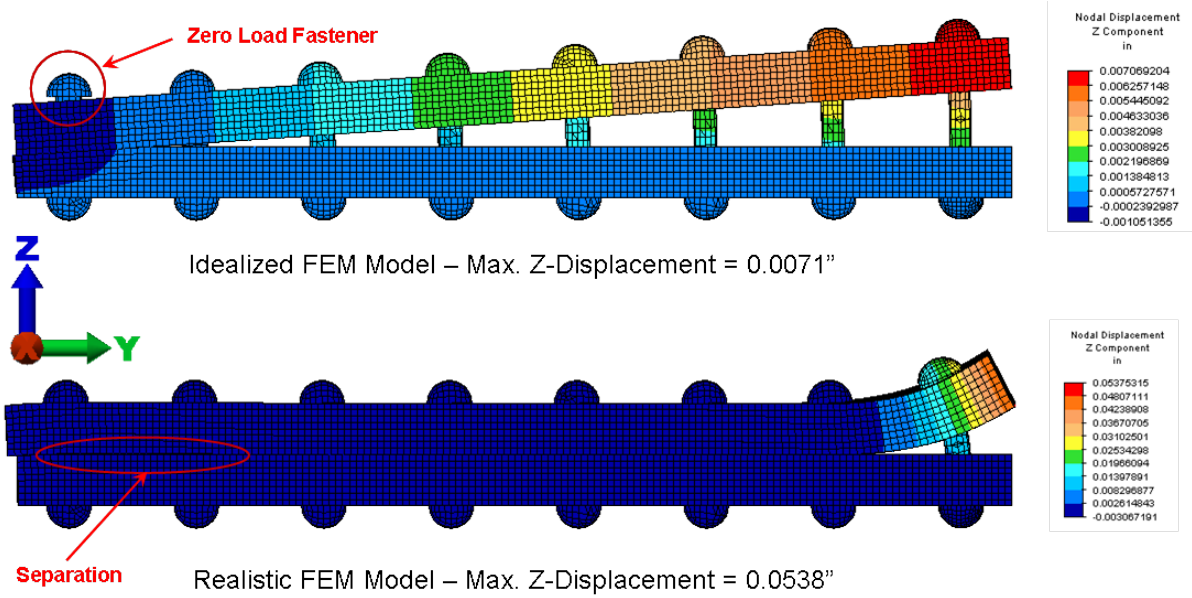 Zero Load Fastener
Nodal Displacement
Z Component
in
0.007069204
0.006257148
0.005445092
0.004633036
0.00382098
0.003008925
0.002196869
0.001384813
0.0005727571
-0.0002392987
-0.001051355
Idealized FEM Model – Max. Z-Displacement = 0.0071”
Z
X
Y
Nodal Displacement
Z Component
in
0.05375315
0.04807111
0.04238908
0.03670705
0.03102501
0.02534298
0.01966094
0.01397891
0.008296877
0.002614843
-0.003067191
Separation
Realistic FEM Model – Max. Z-Displacement = 0.0538”